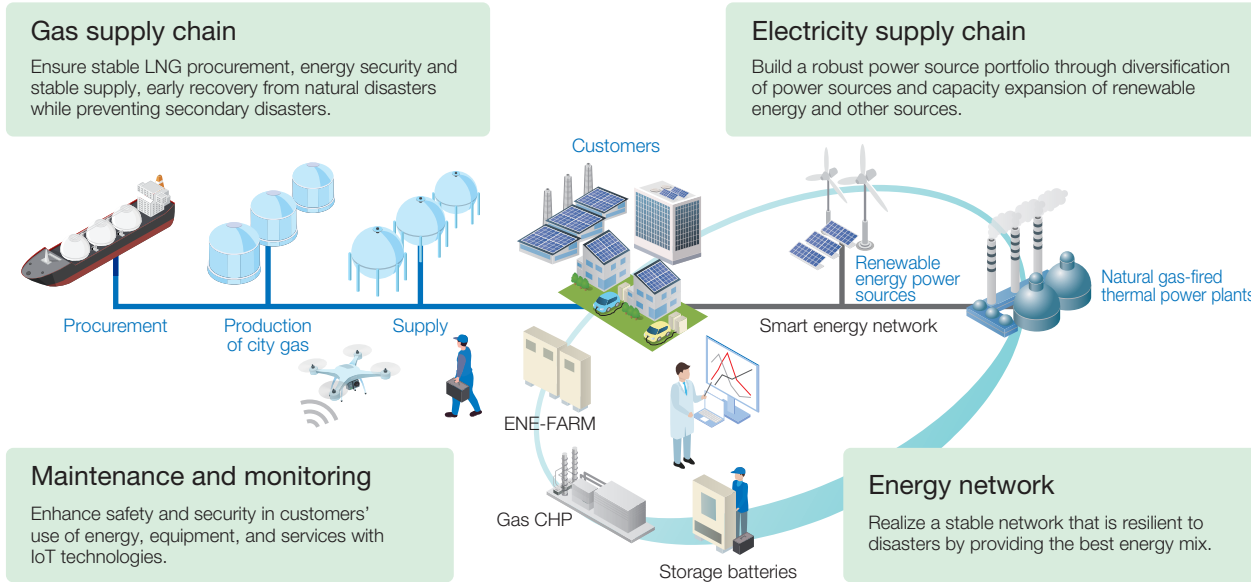 Gas supply chain
Ensure stable LNG procurement, energy security and
stable supply, early recovery from natural disasters
while preventing secondary disasters.
Electricity supply chain
Build a robust power source portfolio through diversification
of power sources and capacity expansion of renewable
energy and other sources.
Customers
Renewable
energy power
sources
Natural gas-fired
thermal power plants
Procurement
Production
of city gas
Supply
Smart energy network
ENE-FARM
Gas CHP
Storage batteries
Maintenance and monitoring
Enhance safety and security in customers’
use of energy, equipment, and services with
IoT technologies.
Energy network
Realize a stable network that is resilient to
disasters by providing the best energy mix.